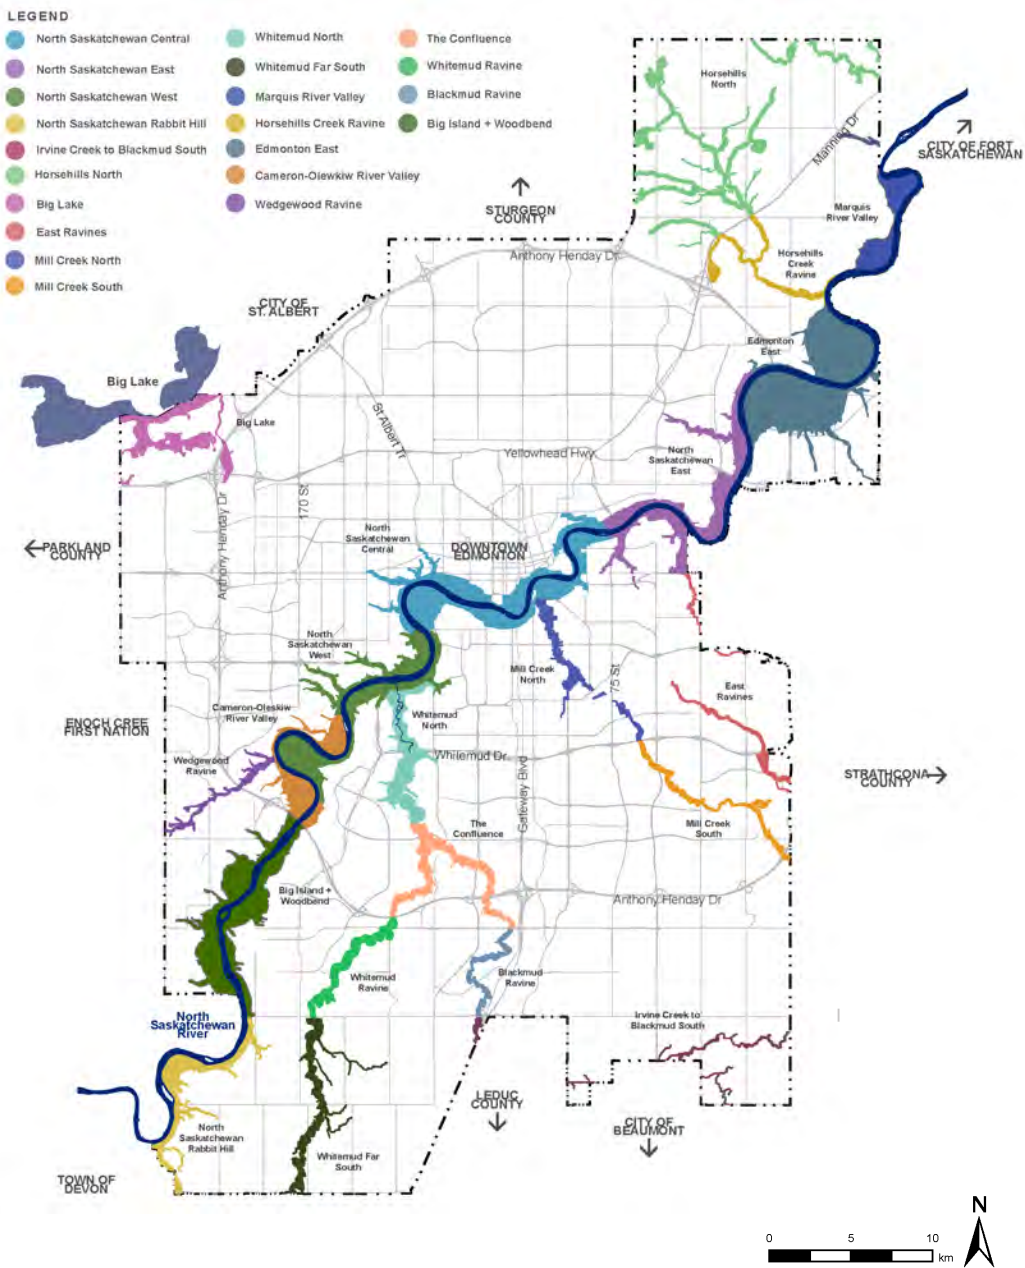 LEGEND
North Saskatchewan Central
North Saskatchewan East
North Saskatchewan West
North Saskatchewan Rabbit Hill
Irvine Creek to Blackmud South
Horsehills North
Big Lake
East Ravines
Mill Creek North
Mill Creek South
Whitemud North
Whitemud Far South
Marquis River Valley
Horsehills Creek Ravine
Edmonton East
Cameron-Olewkiw River Valley
Wedgewood Ravine
The Confluence
Whitemud Ravine
Blackmud Ravine
Big Island + Woodbend
Horsehills
North
Manning Dr
CITY OF FORT
SASKATCHEWAN
STURGEON
COUNTY
Marquis
River Valley
Anthony Henday Dr
Horsehills
Creek
Ravine
CITY OF
ST. ALBERT
Edmonton
East
Big Lake
Big Lake
St Albert Tr
Yellowhead Hwy
North
Saskatchewan
East
170 St
Anthony Henday Dr
North
Saskatchewan
Central
DOWNTOWN
EDMONTON
PARKLAND
COUNTY
North
Saskatchewan
West
Mill Creek
North
75 St
East
Ravines
Cameron-Oleskiw
River Valley
Whitemud
North
ENOCH CREE
FIRST NATION
Whitemud Dr
Wedgewood
Ravine
Gateway Blvd
STRATHCONA
COUNTY
The
Confluence
Mill Creek
South
Big Island +
Woodbend
Anthony Henday Dr
Whitemud
Ravine
Blackmud
Ravine
North
Saskatchewan
River
Irvine Creek to
Blackmud South
LEDUC
COUNTY
CITY OF
BEAUMONT
North
Saskatchewan
Rabbit Hill
Whitemud Far
South
TOWN OF
DEVON
N
0 5 10
km